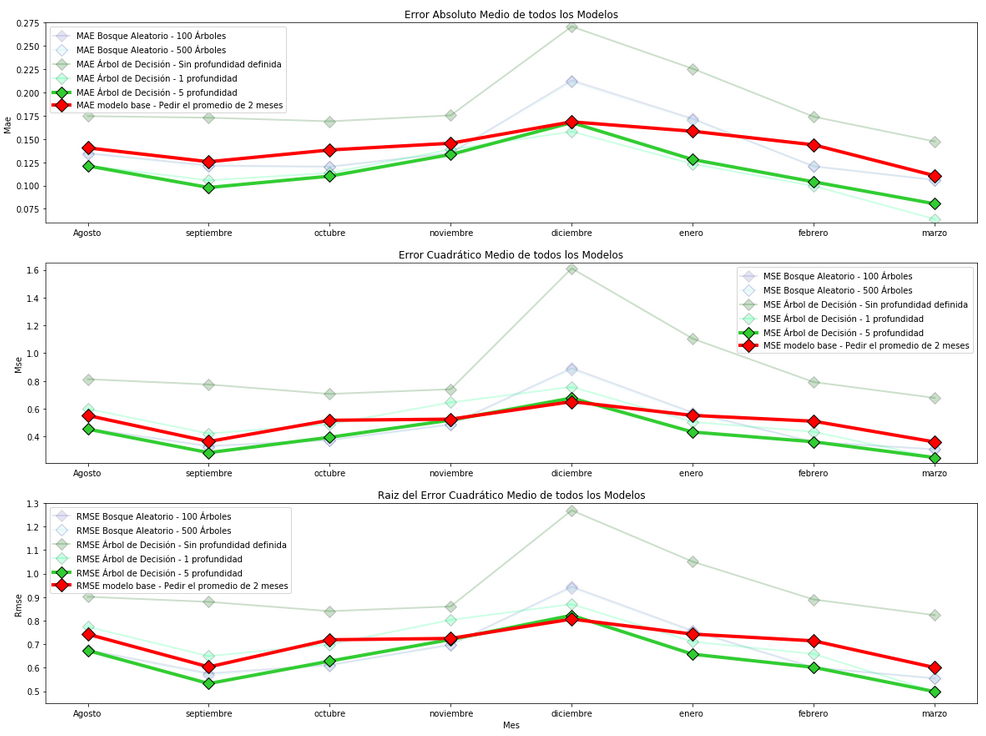 Error Absoluto Medio de todos los Modelos
0.275
0.250
0.225
0.200
0.175
0.150
0.125
0.100
0.075
Mae
MAE Bosque Aleatorio - 100 Árboles
MAE Bosque Aleatorio - 500 Árboles
MAE Árbol de Decisión - Sin profundidad definida
MAE Árbol de Decisión - 1 profundidad
MAE Árbol de Decisión - 5 profundidad
MAE modelo base - Pedir el promedio de 2 meses
Agosto septiembre octubre noviembre diciembre enero febrero marzo
Error Cuadrático Medio de todos los Modelos
1.6
1.4
1.2
1.0
0.8
0.6
0.4
Mse
MSE Bosque Aleatorio - 100 Árboles
MSE Bosque Aleatorio - 500 Árboles
MSE Árbol de Decisión - Sin profundidad definida
MSE Árbol de Decisión - 1 profundidad
MSE Árbol de Decisión - 5 profundidad
MSE modelo base - Pedir el promedio de 2 meses
Agosto septiembre octubre noviembre diciembre enero febrero marzo
Raiz del Error Cuadrático Medio de todos los Modelos
1.3
1.2
1.1
1.0
0.9
0.8
0.7
0.6
0.5
Rmse
RMSE Bosque Aleatorio - 100 Árboles
RMSE Bosque Aleatorio - 500 Árboles
RMSE Árbol de Decisión - Sin profundidad definida
RMSE Árbol de Decisión - 1 profundidad
RMSE Árbol de Decisión - 5 profundidad
RMSE modelo base - Pedir el promedio de 2 meses
Agosto septiembre octubre noviembre diciembre enero febrero marzo
Mes